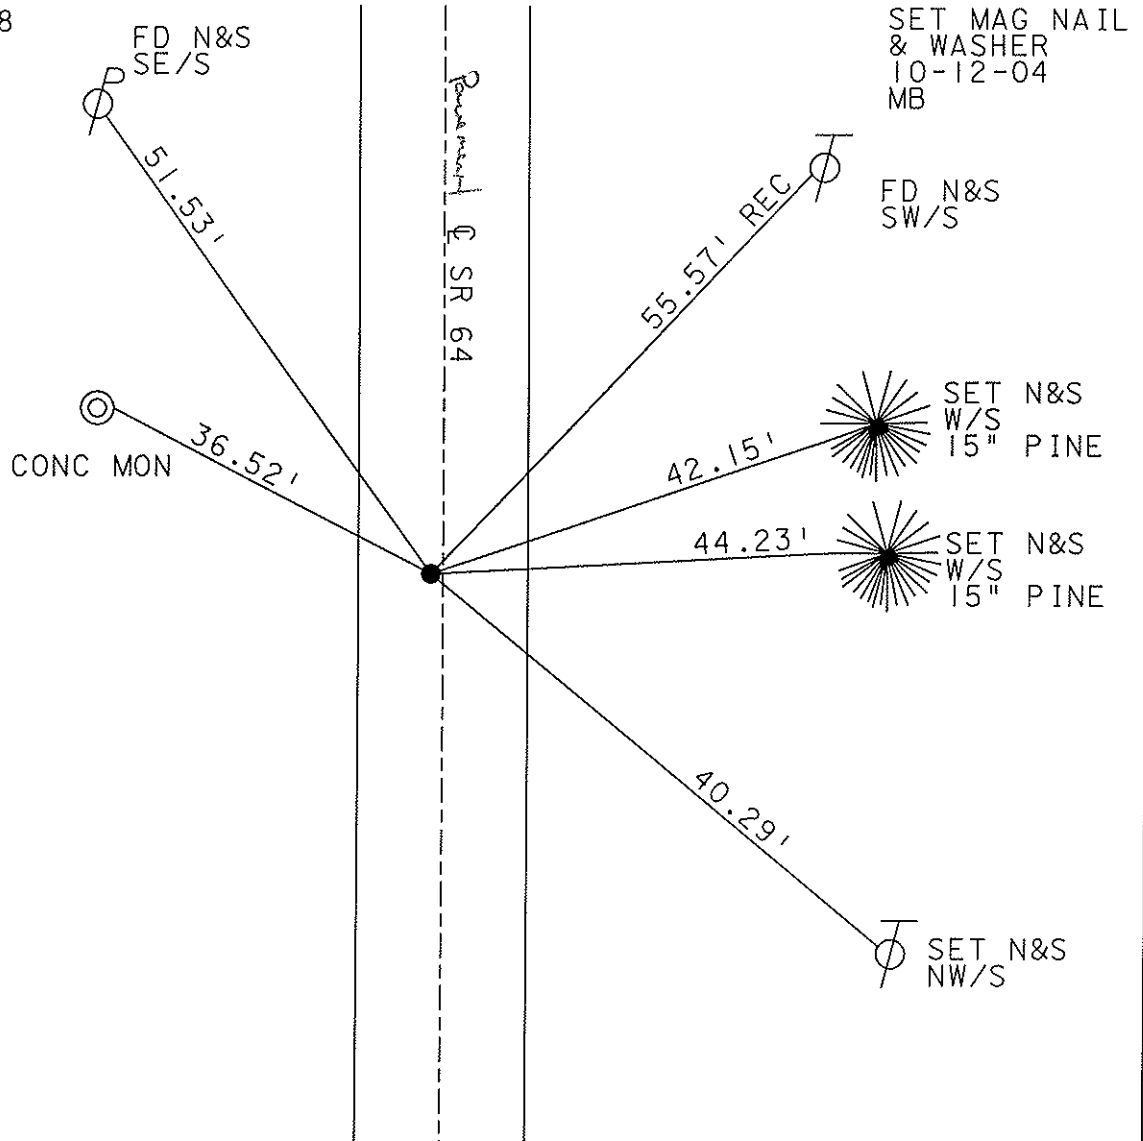 8
FD N&S
SE/S
SET MAG NAIL
& WASHER
10-12-04
MB
Pavement
℄ SR 64
51.53'
55.57' REC
FD N&S
SW/S
36.52'
CONC MON
42.15'
SET N&S
W/S
15" PINE
44.23'
SET N&S
W/S
15" PINE
40.29'
SET N&S
NW/S